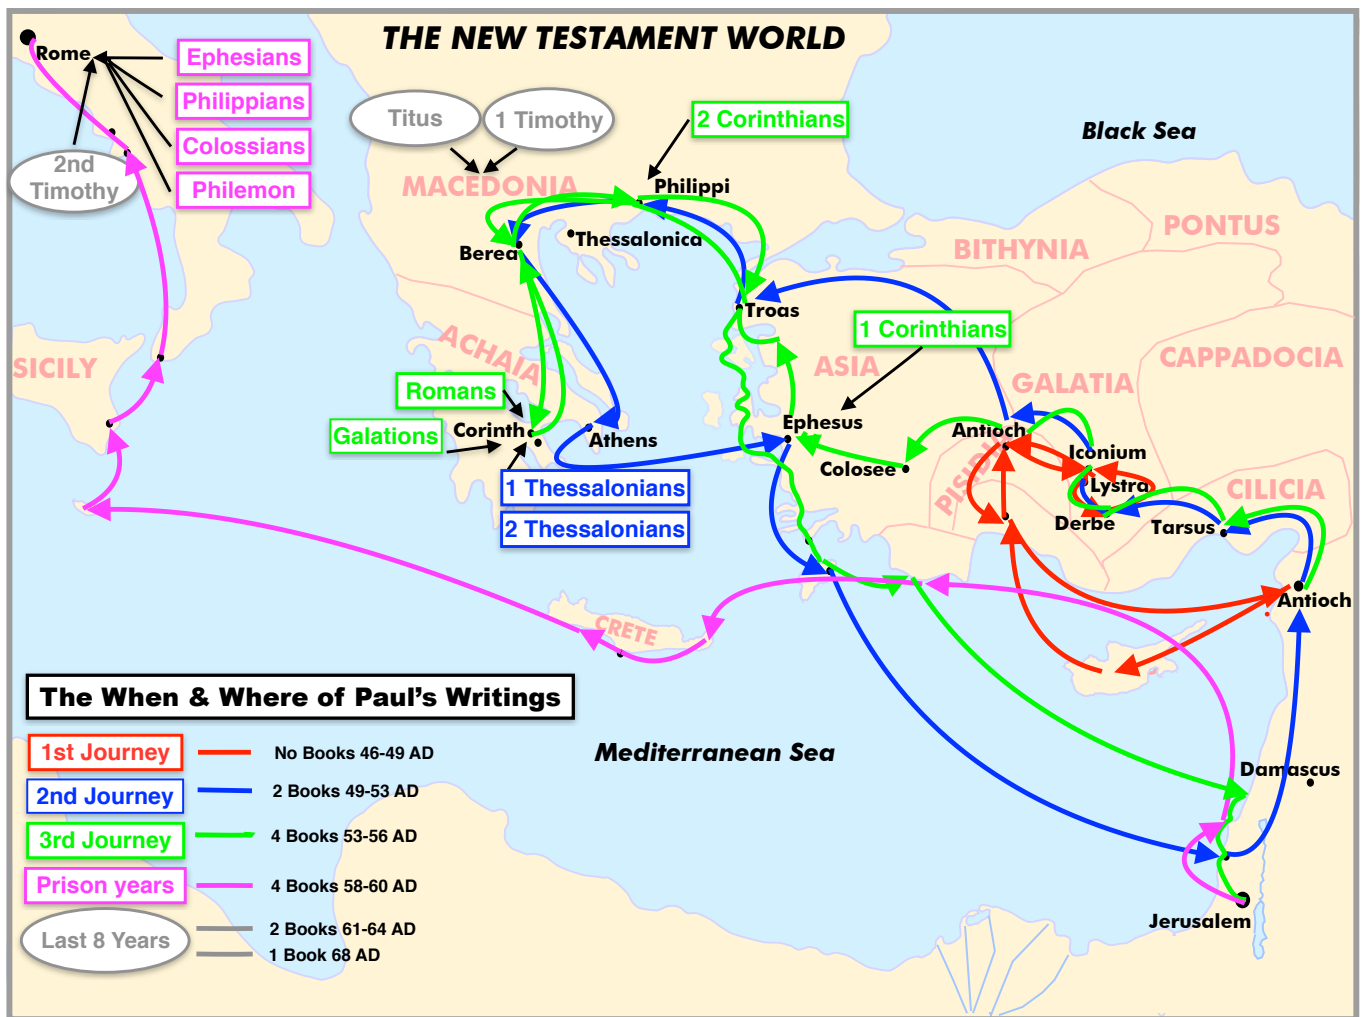 THE NEW TESTAMENT WORLD
Rome
Ephesians
Philippians
Colossians
Philemon
2nd
Timothy
Titus
1 Timothy
2 Corinthians
Black Sea
MACEDONIA
Philippi
PONTUS
BITHYNIA
Thessalonica
Berea
Troas
1 Corinthians
SICILY
ACHAIA
ASIA
GALATIA
CAPPADOCIA
Romans
Galations
Corinth
Athens
Ephesus
Antioch
Colosee
Iconium
Lystra
PISIDIA
Derbe
Tarsus
CILICIA
1 Thessalonians
2 Thessalonians
Antioch
CRETE
The When & Where of Paul's Writings
1st Journey
No Books 46-49 AD
Mediterranean Sea
Damascus
2nd Journey
2 Books 49-53 AD
3rd Journey
4 Books 53-56 AD
Prison years
4 Books 58-60 AD
Last 8 Years
2 Books 61-64 AD
1 Book 68 AD
Jerusalem